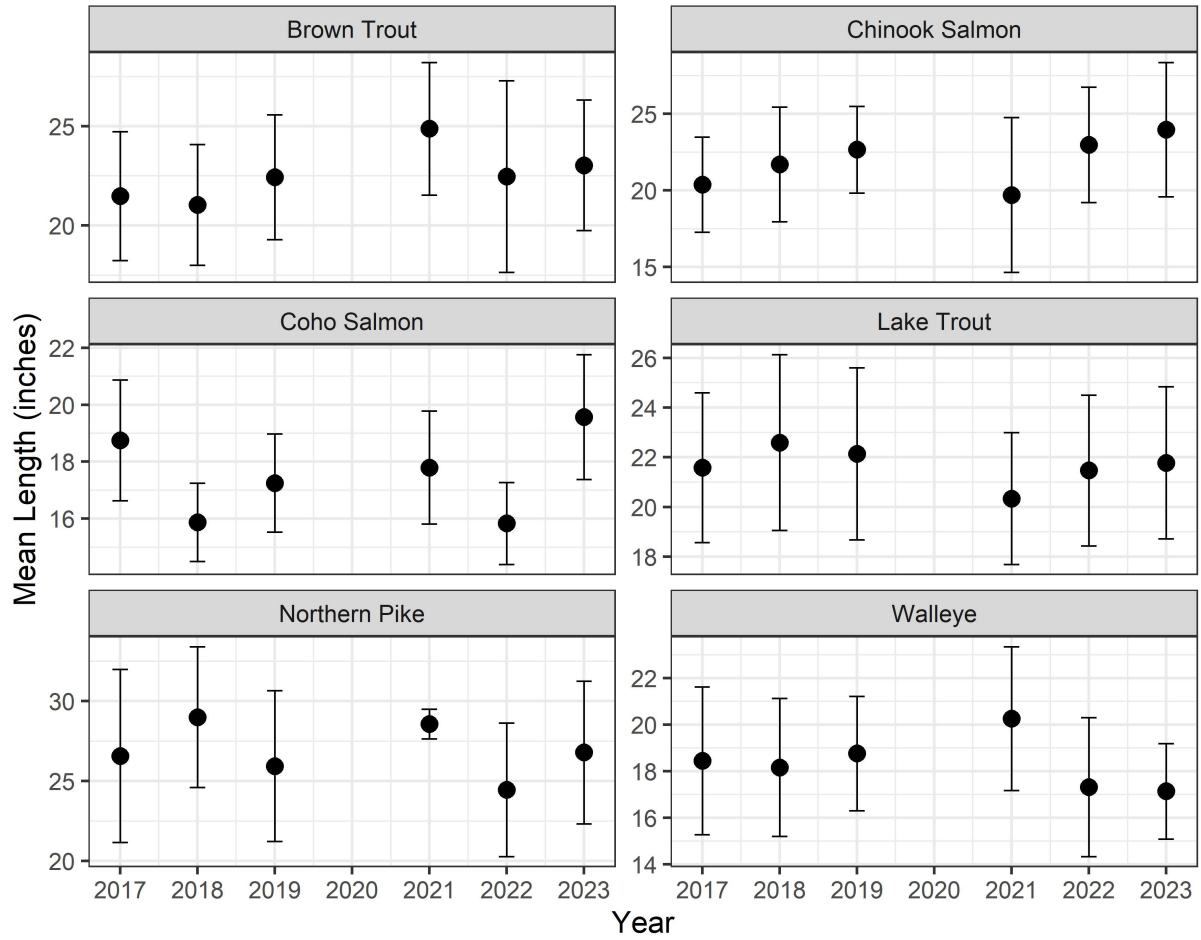 Brown Trout
Chinook Salmon
25
20
25
20
15
Coho Salmon
Lake Trout
22
20
18
16
26
24
22
20
18
Northern Pike
Walleye
30
25
20
22
20
18
16
14
2017 2018 2019 2020 2021 2022 2023
2017 2018 2019 2020 2021 2022 2023
Mean Length (inches)
Year